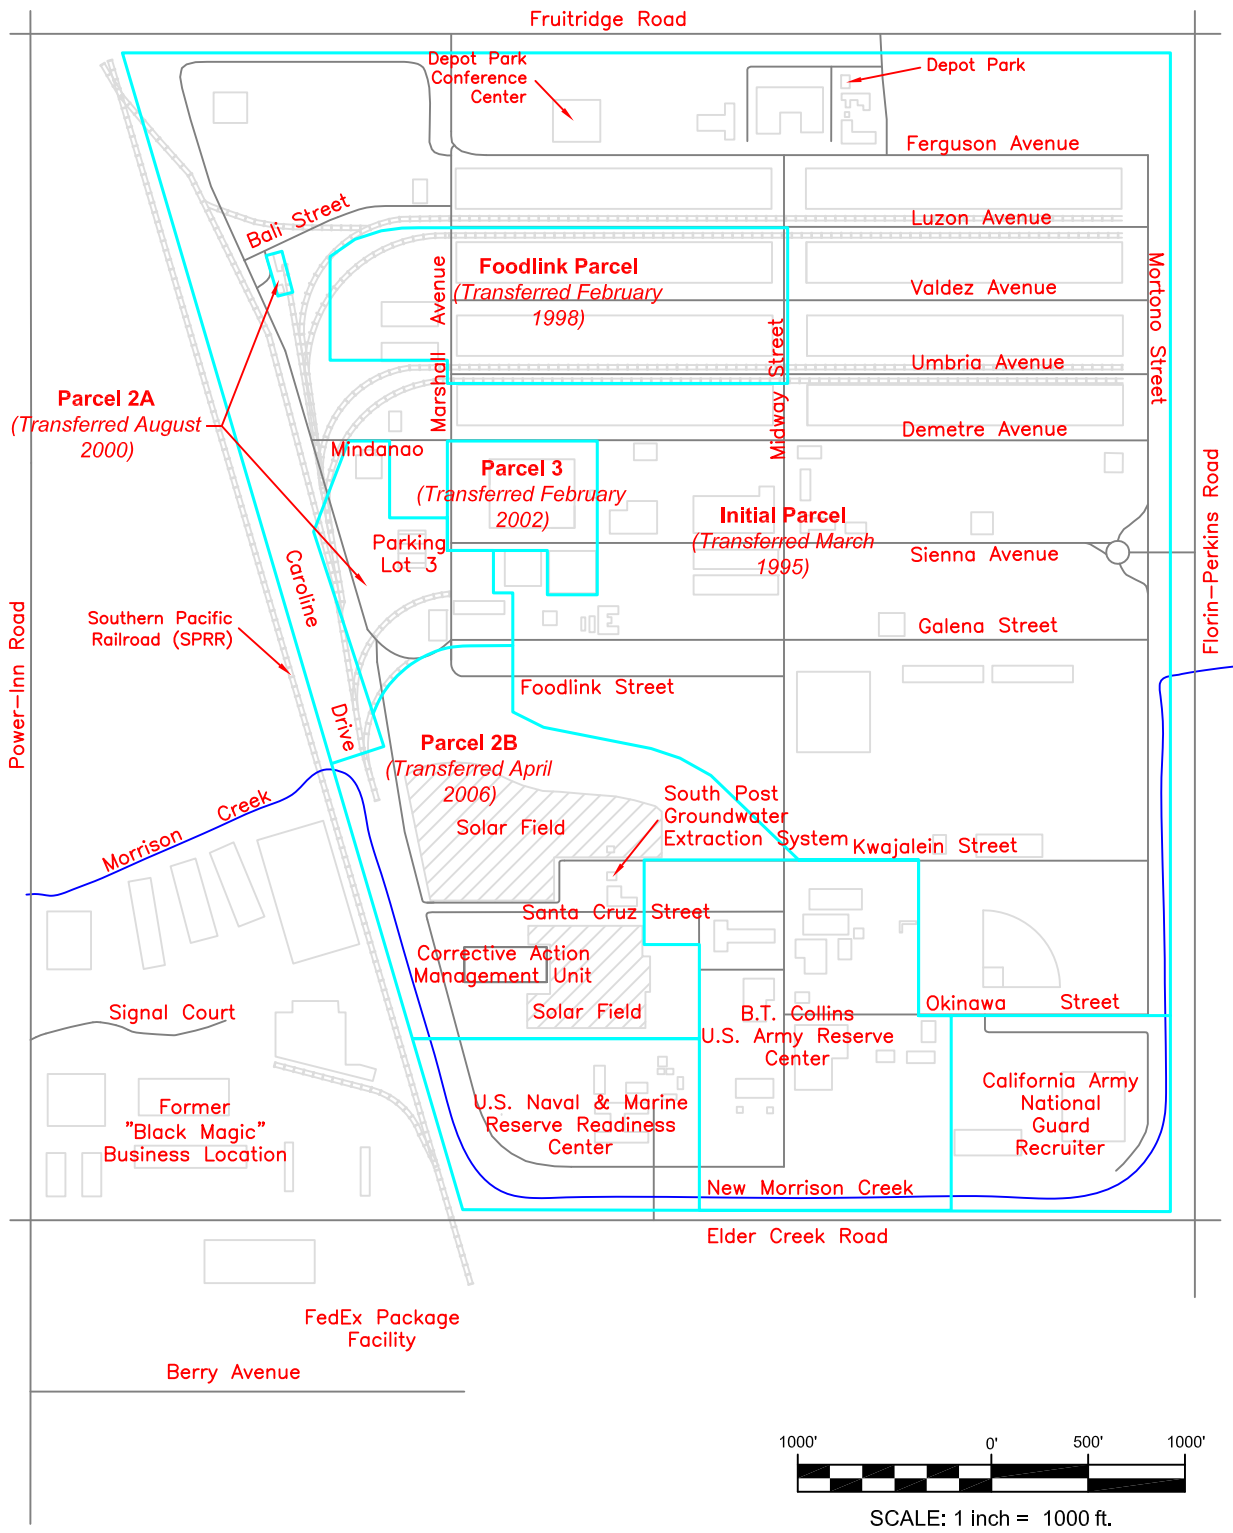 Fruitridge Road
Depot Park
Conference
Center
Depot Park
Ferguson Avenue
Bali Street
Luzon Avenue
Foodlink Parcel
(Transferred February
1998)
Marshall Avenue
Midway Street
Valdez Avenue
Mortono Street
Umbria Avenue
Parcel 2A
(Transferred August
2000)
Demetre Avenue
Mindanao
Parcel 3
(Transferred February
2002)
Initial Parcel
(Transferred March
1995)
Florin-Perkins Road
Parking
Lot 3
Sienna Avenue
Caroline
Drive
Southern Pacific
Railroad (SPRR)
Power-Inn Road
Galena Street
Foodlink Street
Parcel 2B
(Transferred April
2006)
Solar Field
South Post
Groundwater
Extraction System
Morrison Creek
Kwajalein Street
Santa Cruz Street
Corrective Action
Management Unit
Solar Field
Signal Court
B.T. Collins
U.S. Army Reserve
Center
Okinawa Street
Former
"Black Magic"
Business Location
U.S. Naval & Marine
Reserve Readiness
Center
California Army
National
Guard
Recruiter
New Morrison Creek
Elder Creek Road
FedEx Package
Facility
Berry Avenue
1000' 0' 500' 1000'
SCALE: 1 inch = 1000 ft.